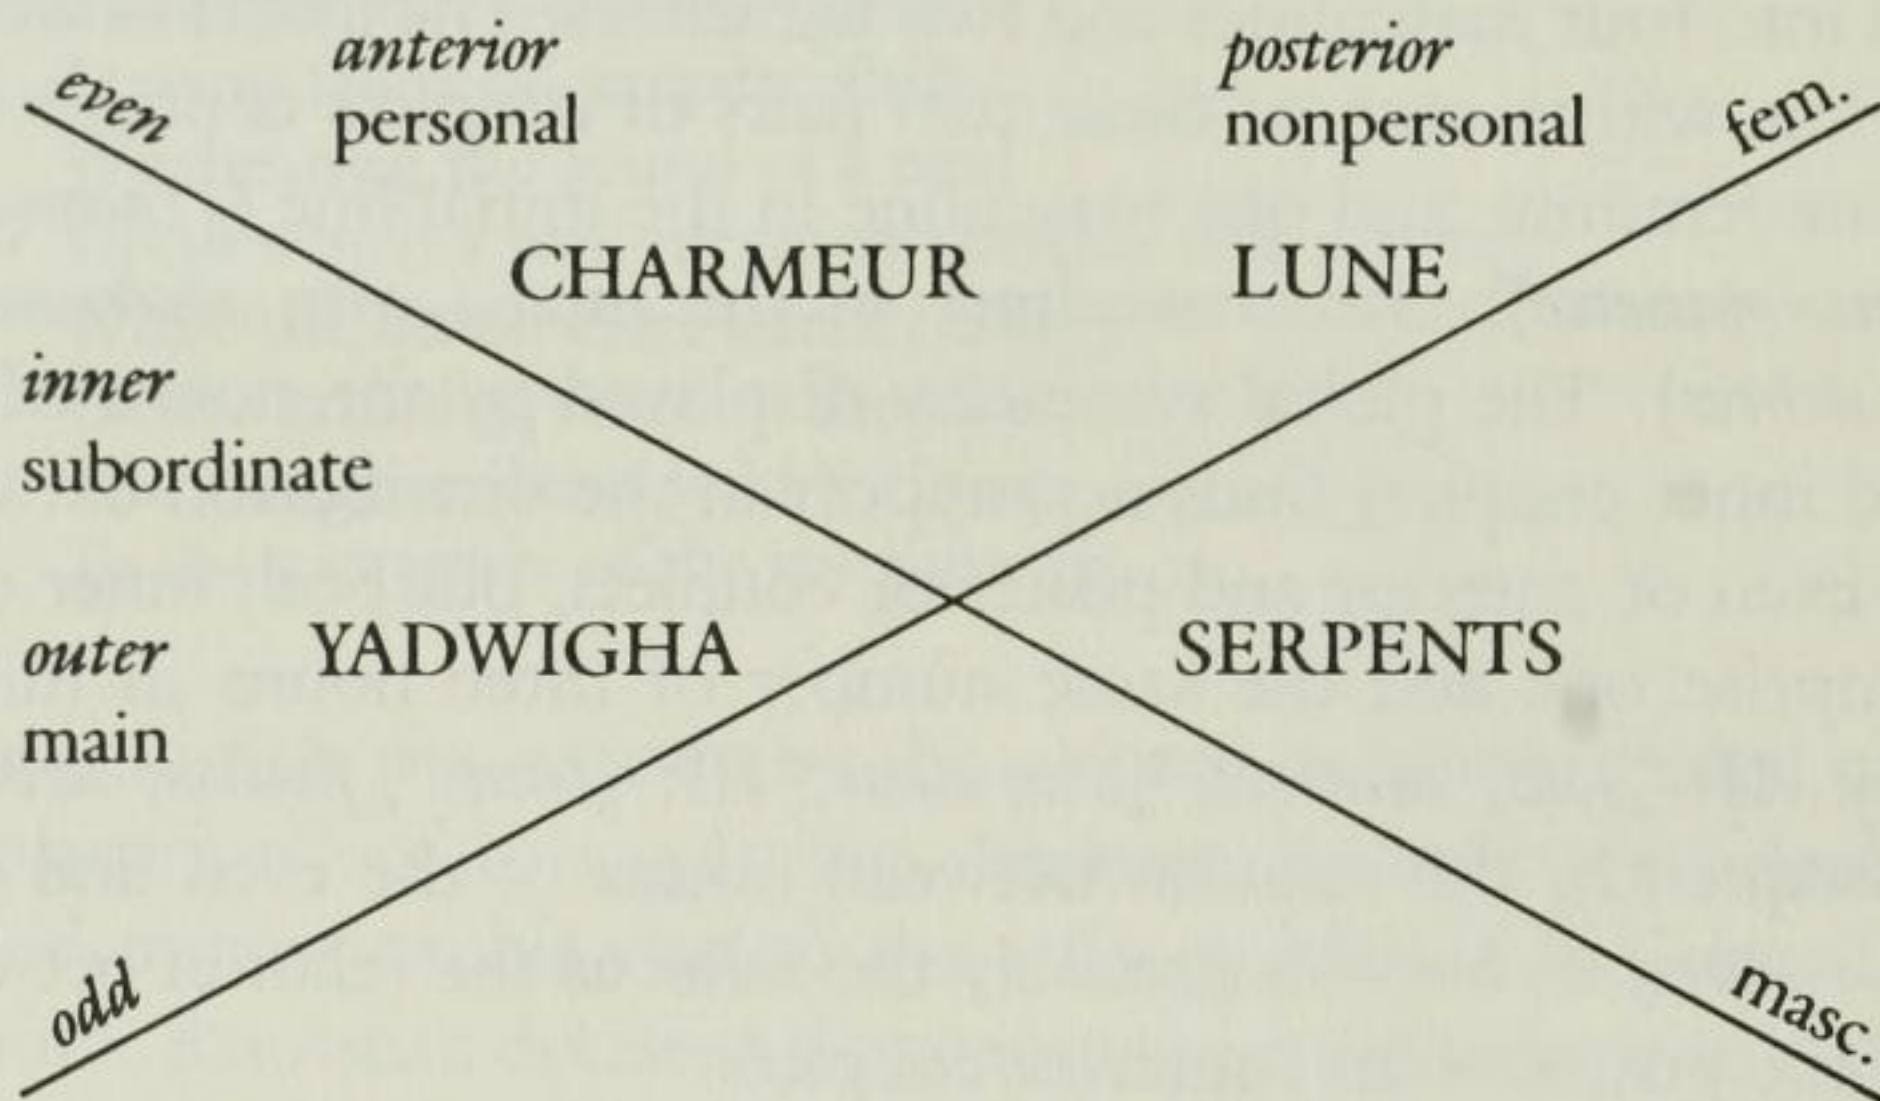 even
anterior
personal
posterior
nonpersonal
fem.
CHARMEUR LUNE
inner
subordinate
outer
main
YADWIGHA SERPENTS
odd
masc.